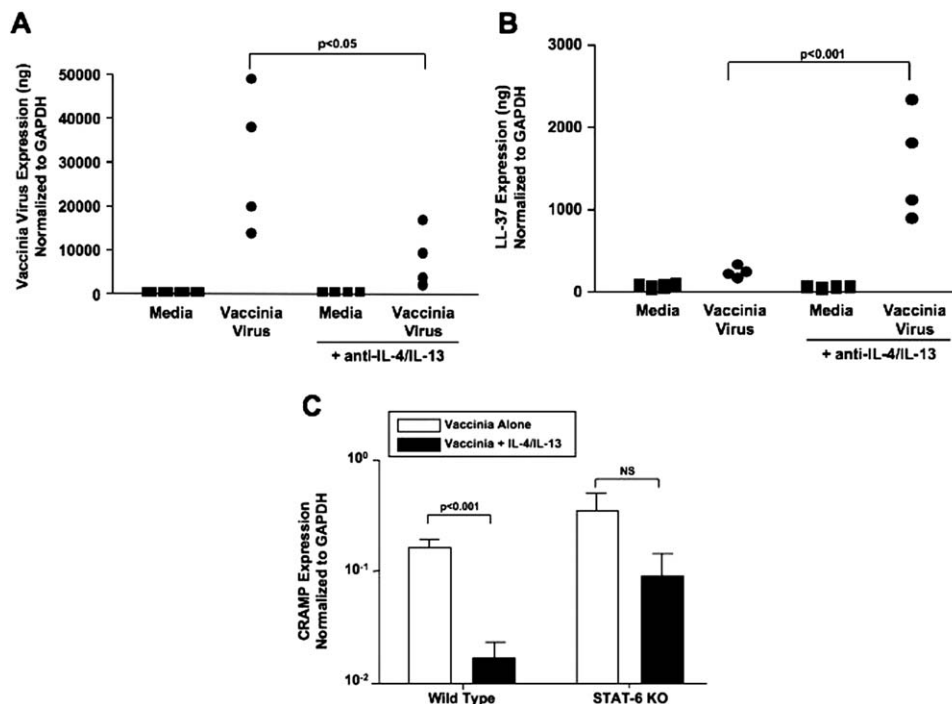 A
p<0.05
Vaccinia Virus Expression (ng)
Normalized to GAPDH
50000
40000
30000
20000
10000
0
Media
Vaccinia
Virus
Media
Vaccinia
Virus
+ anti-IL-4/IL-13
B
p<0.001
LL-37 Expression (ng)
Normalized to GAPDH
3000
2000
1000
0
Media
Vaccinia
Virus
Media
Vaccinia
Virus
+ anti-IL-4/IL-13
C
Vaccinia Alone
Vaccinia + IL-4/IL-13
CRAMP Expression
Normalized to GAPDH
10⁰
10⁻¹
10⁻²
p<0.001
NS
Wild Type
STAT-6 KO